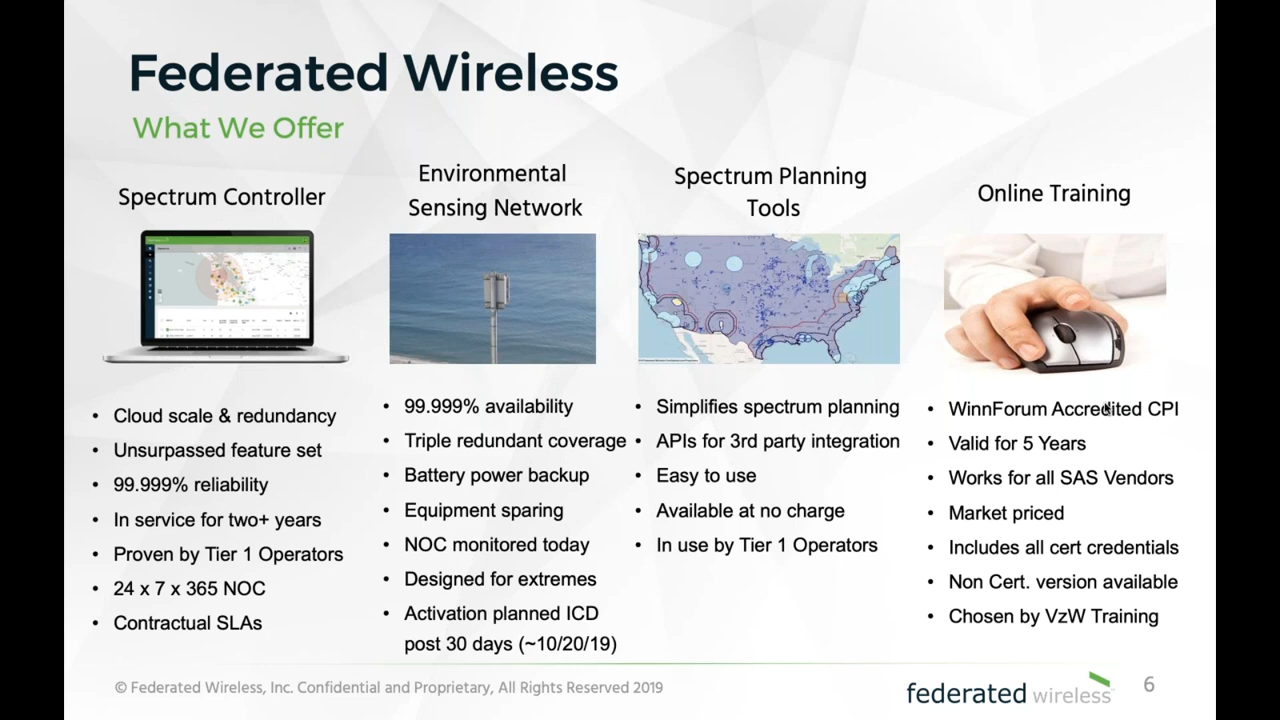 Federated Wireless
What We Offer
Spectrum Controller
Cloud scale & redundancy
Unsurpassed feature set
99.999% reliability
In service for two+ years
Proven by Tier 1 Operators
24 x 7 x 365 NOC
Contractual SLAs
Environmental
Sensing Network
99.999% availability
Triple redundant coverage
Battery power backup
Equipment sparing
NOC monitored today
Designed for extremes
Activation planned ICD
post 30 days (~10/20/19)
Spectrum Planning
Tools
Simplifies spectrum planning
APIs for 3rd party integration
Easy to use
Available at no charge
In use by Tier 1 Operators
Online Training
WinnForum Accredited CPI
Valid for 5 Years
Works for all SAS Vendors
Market priced
Includes all cert credentials
Non Cert. version available
Chosen by VzW Training
© Federated Wireless, Inc. Confidential and Proprietary, All Rights Reserved 2019
federated wireless
6